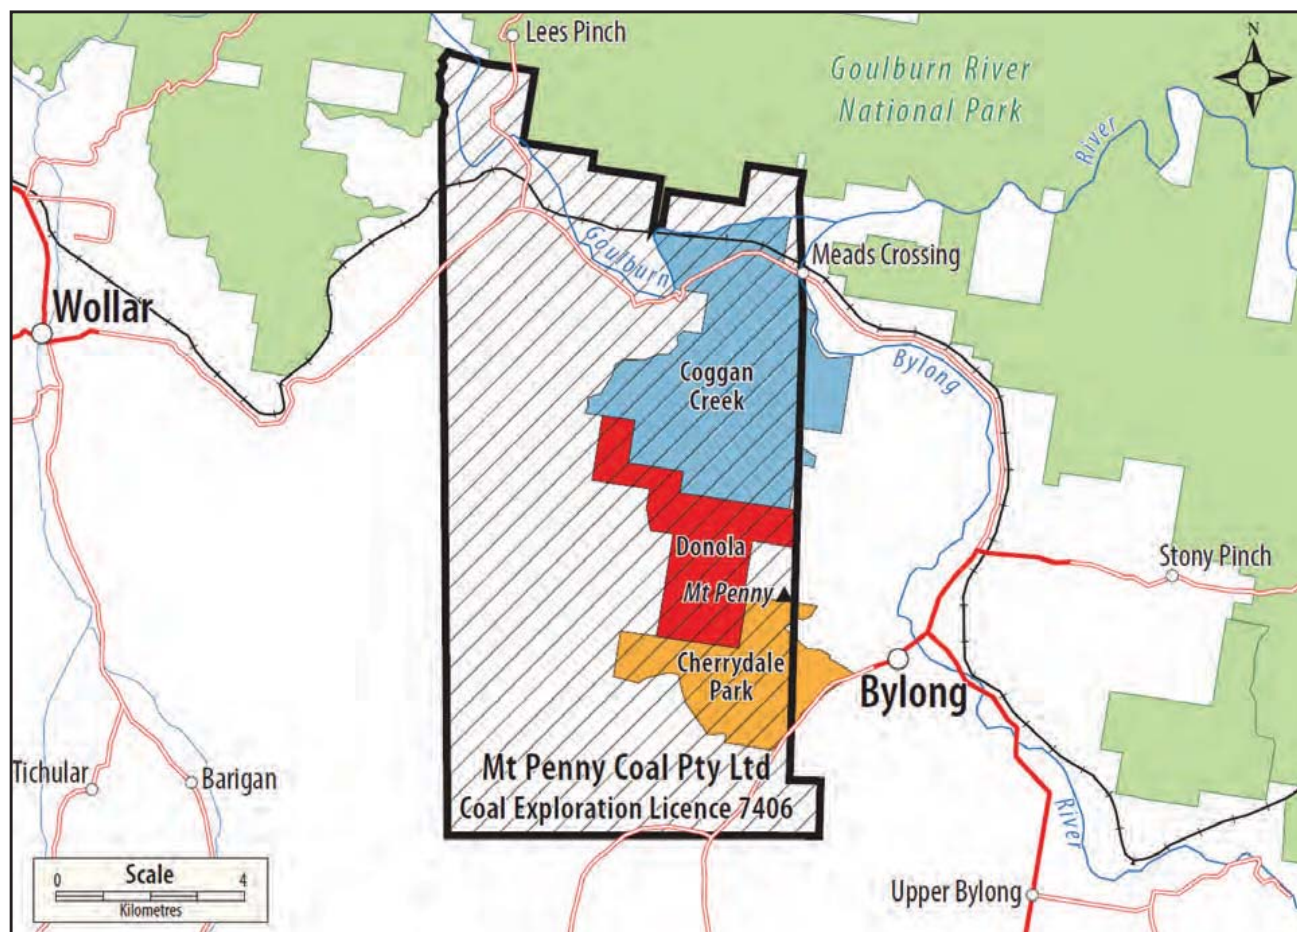 Lees Pinch
N
Goulburn River
National Park
River
Goulburn
Meads Crossing
Wollar
Bylong
Coggan
Creek
Donola
Stony Pinch
Mt Penny
Cherrydale
Park
Bylong
Mt Penny Coal Pty Ltd
Coal Exploration Licence 7406
Tichular
Barigan
River
Scale
0 4
Kilometres
Upper Bylong